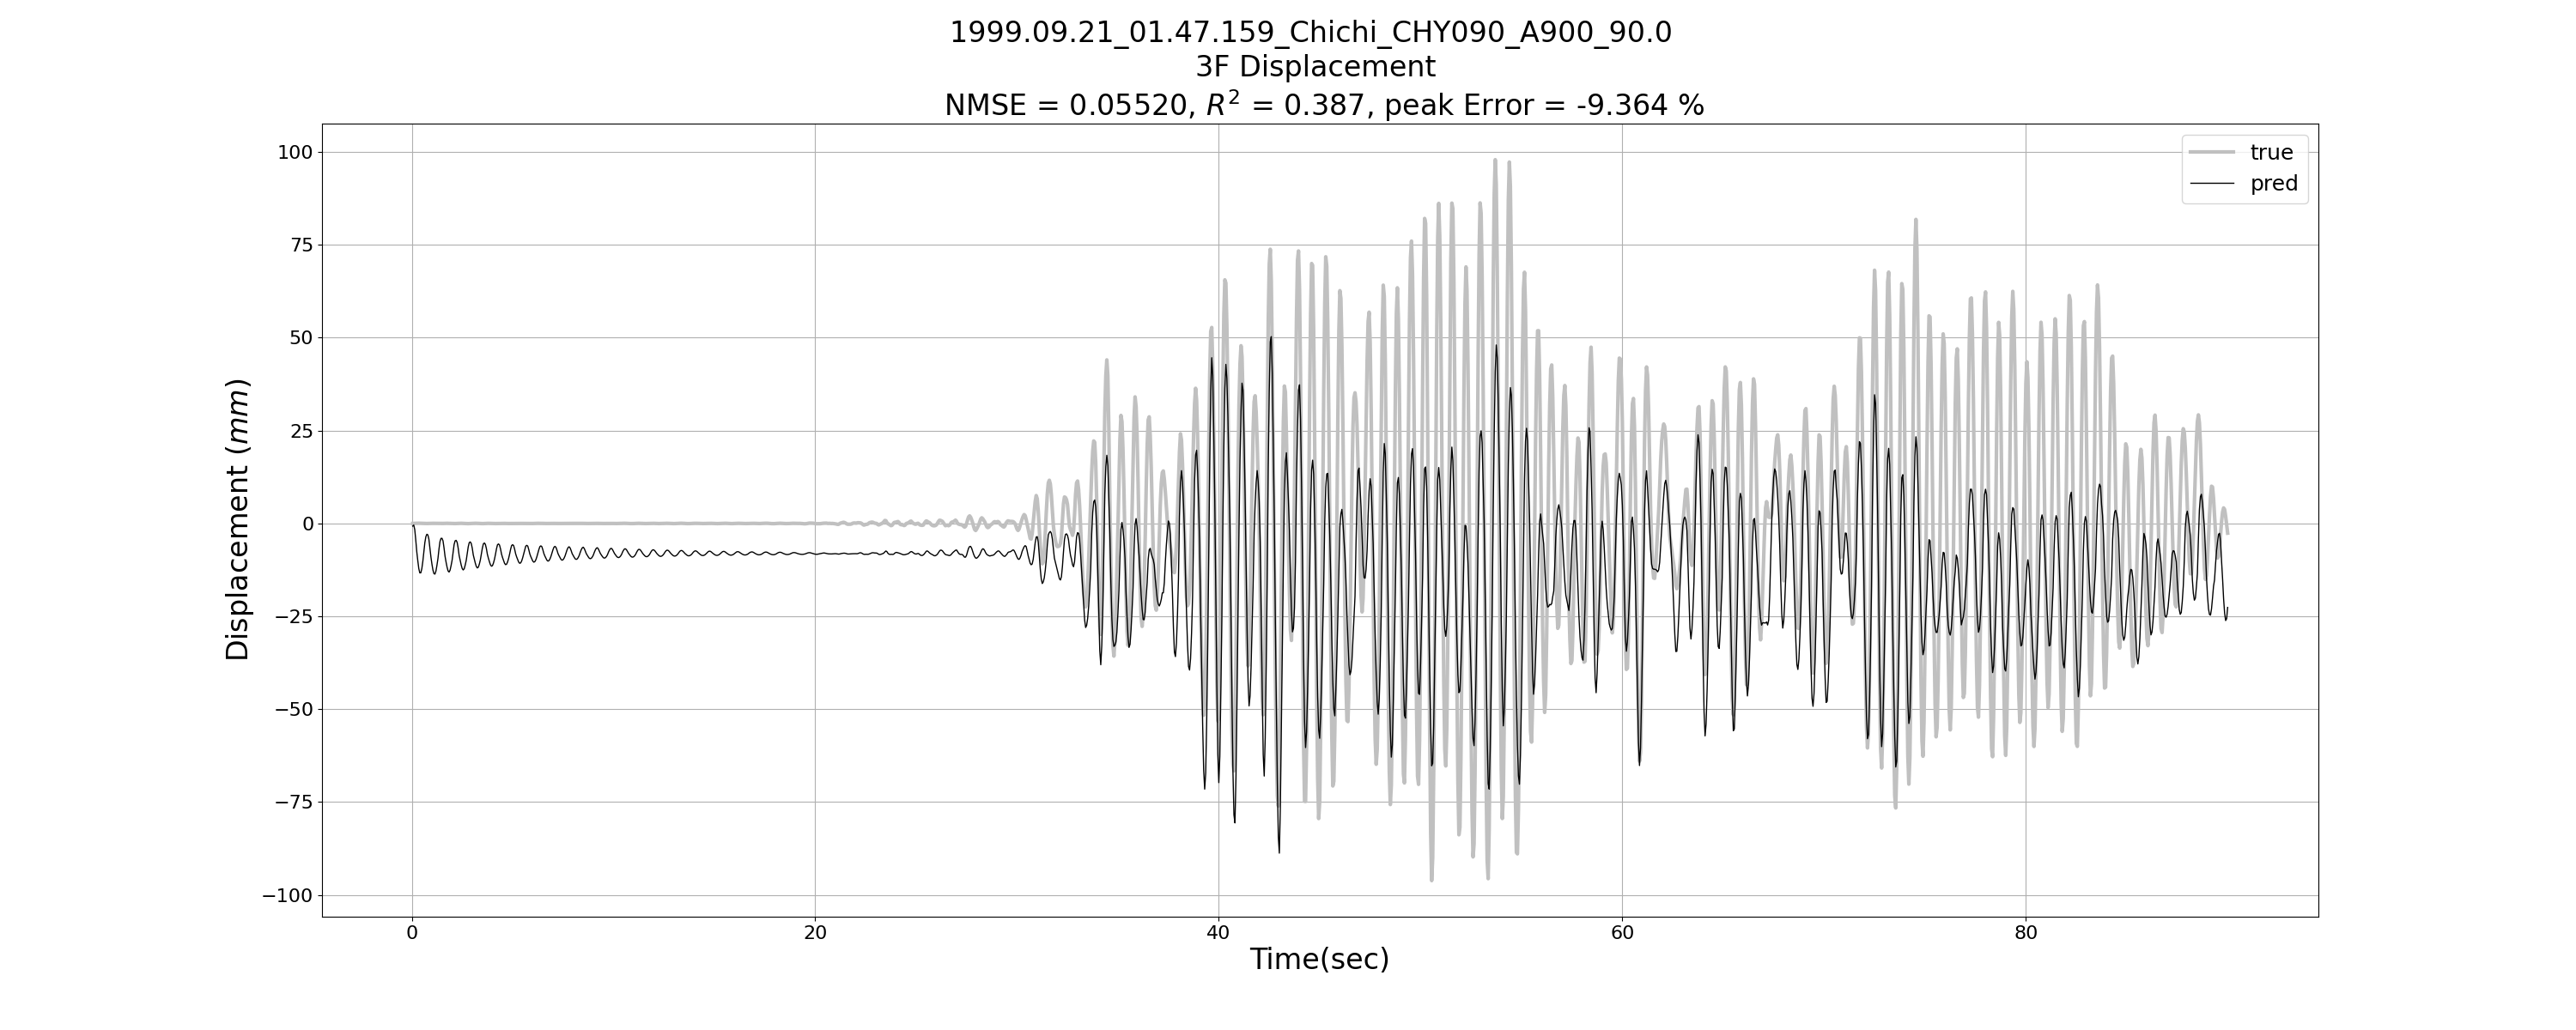 1999.09.21_01.47.159_Chichi_CHY090_A900_90.0
3F Displacement
NMSE = 0.05520, R² = 0.387, peak Error = -9.364 %
true
pred
Displacement (mm)
100
75
50
25
0
−25
−50
−75
−100
0 20 40 60 80
Time(sec)